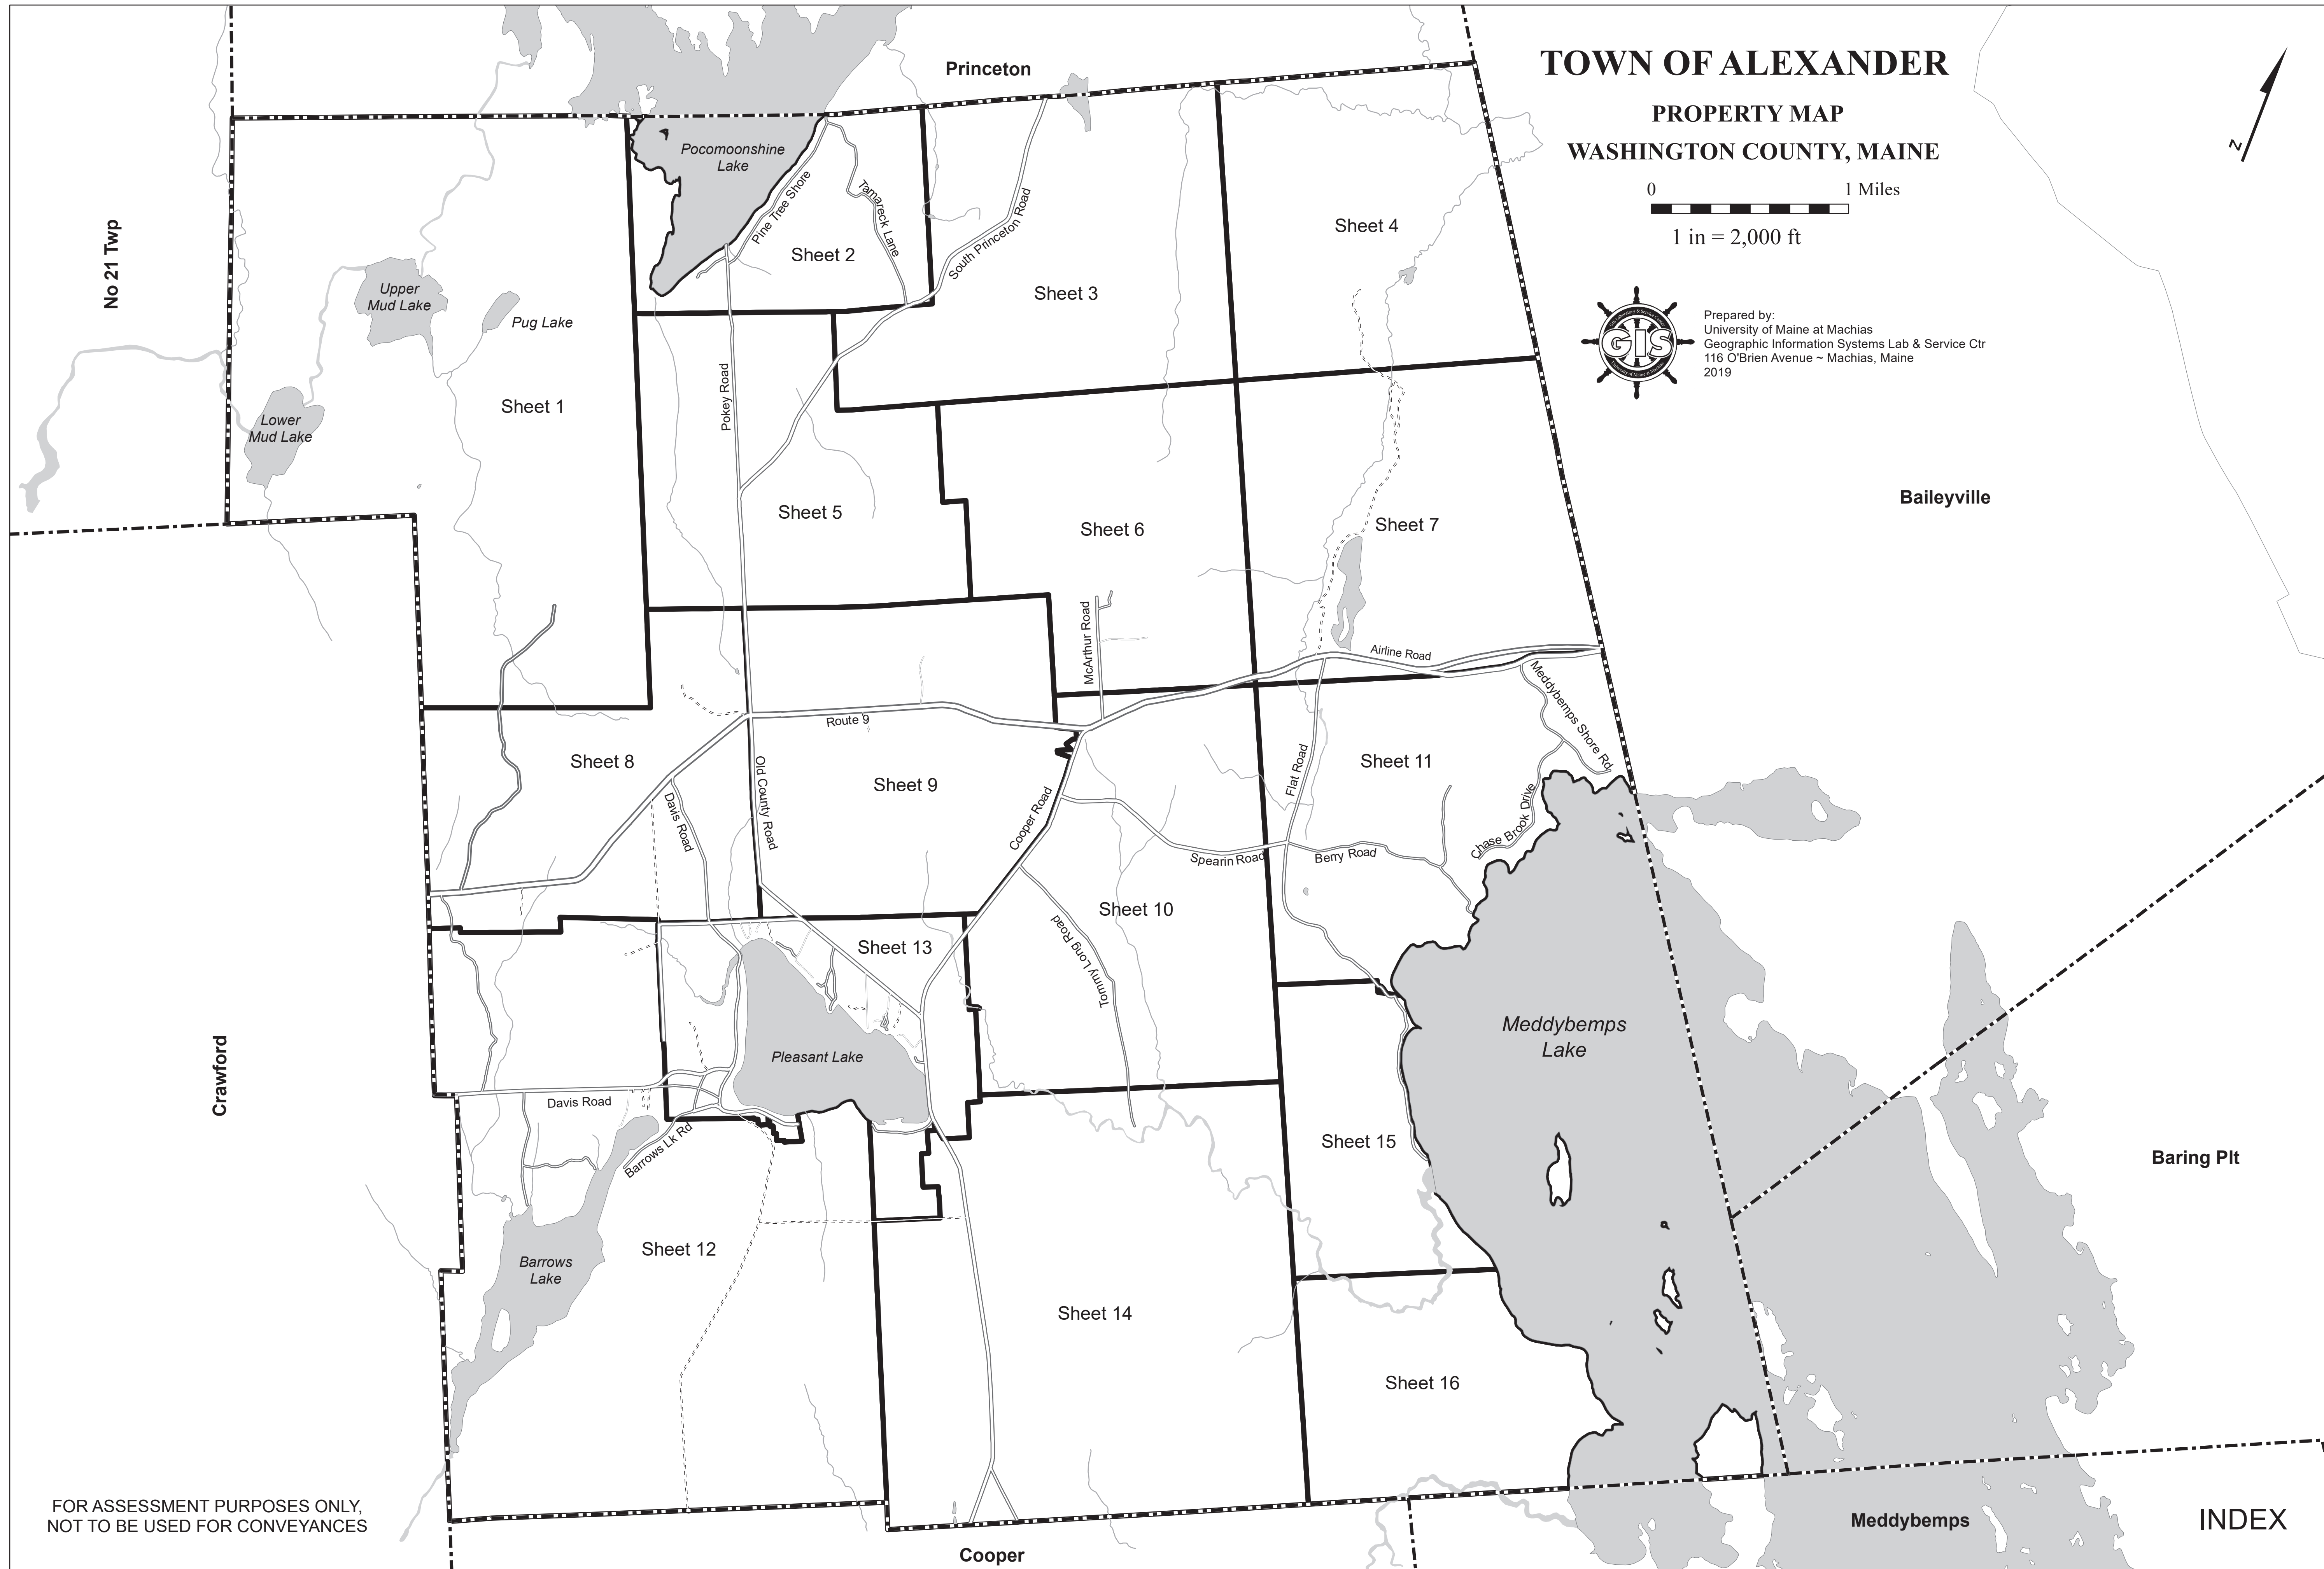 TOWN OF ALEXANDER
PROPERTY MAP
WASHINGTON COUNTY, MAINE
0 1 Miles
1 in = 2,000 ft
N
GIS
Prepared by:
University of Maine at Machias
Geographic Information Systems Lab & Service Ctr
116 O'Brien Avenue ~ Machias, Maine
2019
Princeton
No 21 Twp
Pocomoonshine
Lake
Pine Tree Shore
Tamareck Lane
South Princeton Road
Sheet 2
Sheet 4
Sheet 3
Upper
Mud Lake
Pug Lake
Sheet 1
Lower
Mud Lake
Pokey Road
Sheet 5
Sheet 6
Sheet 7
Baileyville
McArthur Road
Airline Road
Meddybemps Shore Rd
Route 9
Sheet 8
Davis Road
Old County Road
Sheet 9
Cooper Road
Flat Road
Sheet 11
Chase Brook Drive
Spearin Road
Berry Road
Sheet 10
Tommy Long Road
Sheet 13
Pleasant Lake
Meddybemps
Lake
Crawford
Davis Road
Barrows Lk Rd
Sheet 15
Baring Plt
Sheet 12
Barrows
Lake
Sheet 14
Sheet 16
FOR ASSESSMENT PURPOSES ONLY,
NOT TO BE USED FOR CONVEYANCES
Cooper
Meddybemps
INDEX